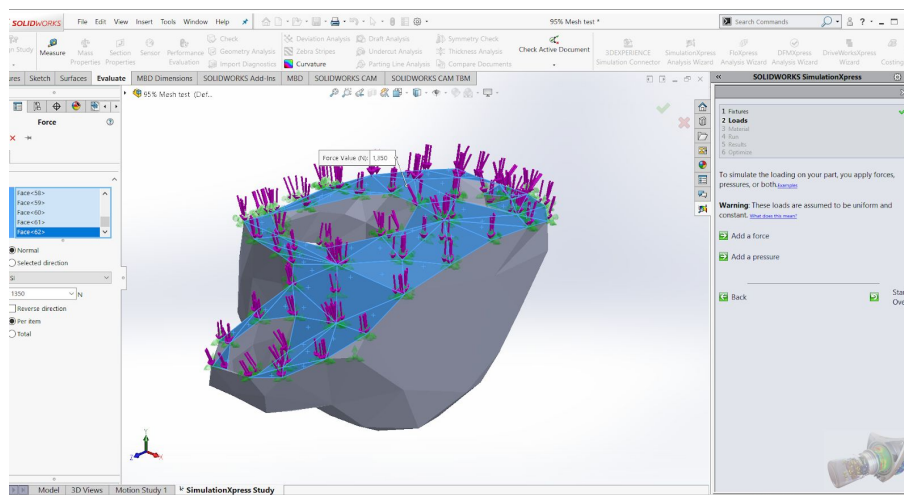 SOLIDWORKS File Edit View Insert Tools Window Help
95% Mesh test *
Search Commands
?
Measure
Mass Properties
Section Properties
Sensor
Performance Evaluation
Check
Geometry Analysis
Import Diagnostics
Deviation Analysis
Zebra Stripes
Curvature
Draft Analysis
Undercut Analysis
Parting Line Analysis
Symmetry Check
Thickness Analysis
Compare Documents
Check Active Document
3DEXPERIENCE Simulation Connector
SimulationXpress Analysis Wizard
FloXpress Analysis Wizard
DFMXpress Analysis Wizard
DriveWorksXpress Wizard
Costing
Sketch Surfaces Evaluate MBD Dimensions SOLIDWORKS Add-Ins MBD SOLIDWORKS CAM SOLIDWORKS CAM TBM
95% Mesh test (Def...
Force
Face<58>
Face<59>
Face<60>
Face<61>
Face<62>
Normal
Selected direction
SI
1350 N
Reverse direction
Per item
Total
Force Value (N): 1,350
SOLIDWORKS SimulationXpress
1 Fixtures
2 Loads
3 Material
4 Run
5 Results
6 Optimize
To simulate the loading on your part, you apply forces,
pressures, or both. Examples
Warning: These loads are assumed to be uniform and
constant. What does this mean?
Add a force
Add a pressure
Back
Star
Ove
Y
Z X
Model 3D Views Motion Study 1 SimulationXpress Study